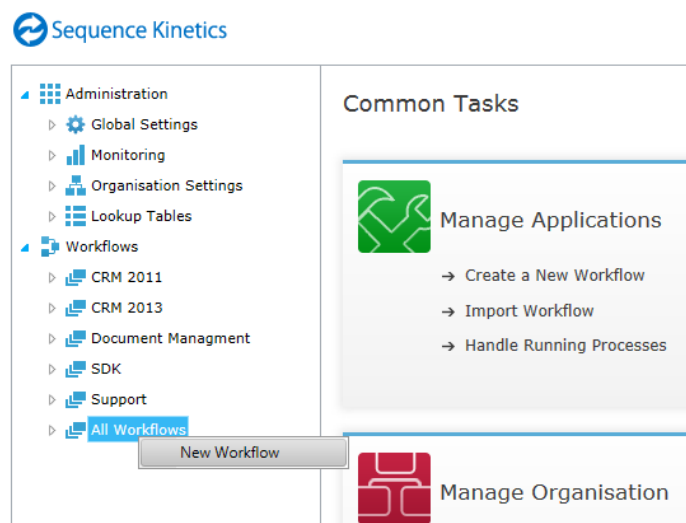 Sequence Kinetics
Administration
Global Settings
Monitoring
Organisation Settings
Lookup Tables
Workflows
CRM 2011
CRM 2013
Document Managment
SDK
Support
All Workflows
New Workflow
Common Tasks
Manage Applications
→ Create a New Workflow
→ Import Workflow
→ Handle Running Processes
Manage Organisation